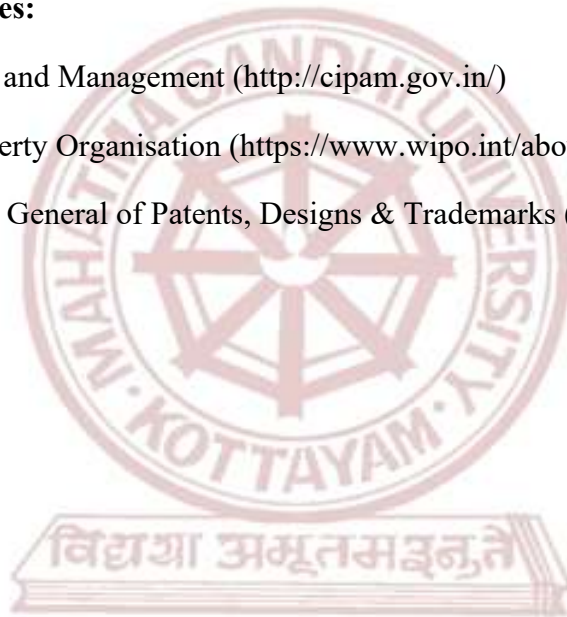 es:
and Management (http://cipam.gov.in/)
erty Organisation (https://www.wipo.int/abo
General of Patents, Designs & Trademarks (
MAHATMA GANDHI UNIVERSITY
KOTTAYAM
विद्यया अमृतमश्नुते